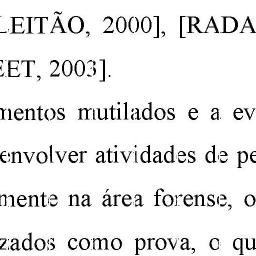 LEITÃO, 2000], [RADA
EET, 2003].
mentos mutilados e a ev
envolver atividades de pe
mente na área forense, o
zados como prova, o qu